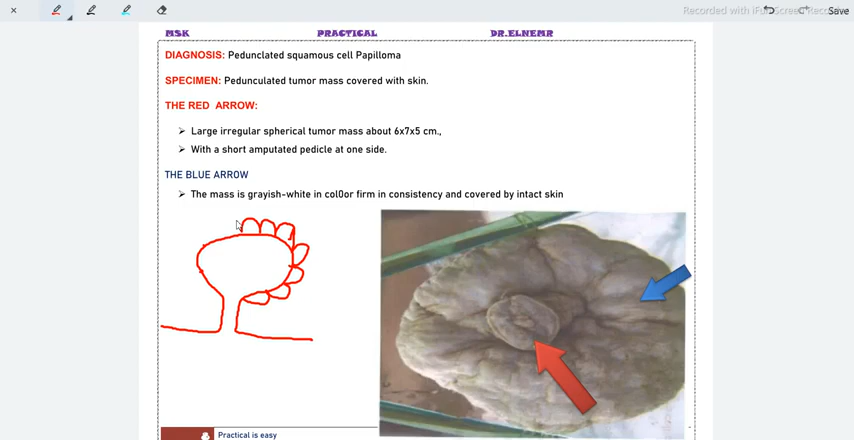 Recorded with iFun Screen Recorder
Save
MSK PRACTICAL DR.ELNEMR
DIAGNOSIS: Pedunclated squamous cell Papilloma
SPECIMEN: Pedunculated tumor mass covered with skin.
THE RED ARROW:
➢ Large irregular spherical tumor mass about 6x7x5 cm.,
➢ With a short amputated pedicle at one side.
THE BLUE ARROW
➢ The mass is grayish-white in col0or firm in consistency and covered by intact skin
Practical is easy